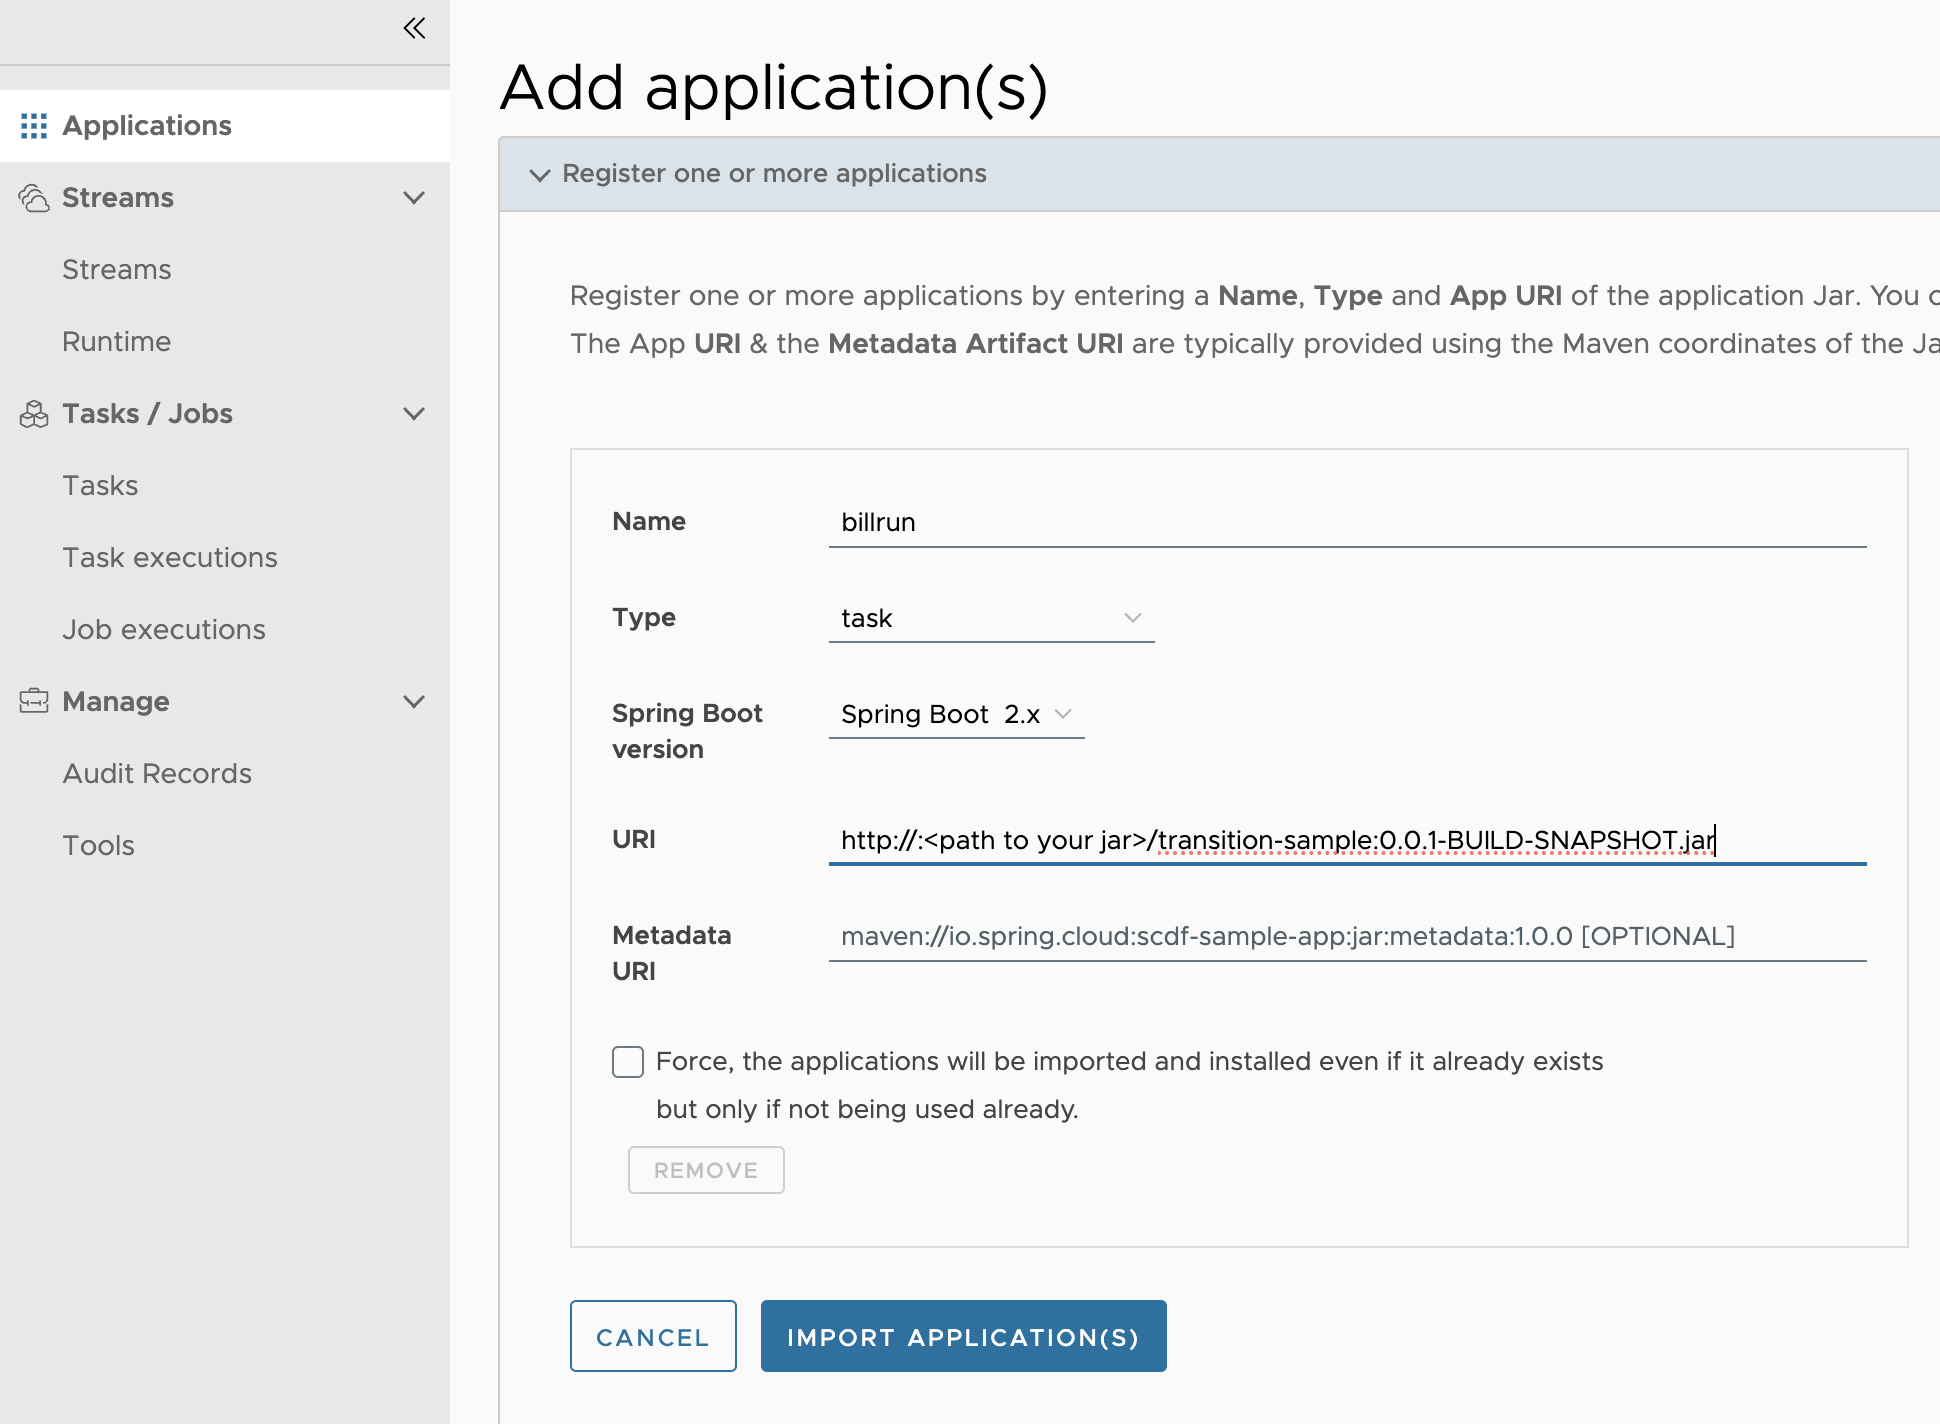 Applications
Streams
Streams
Runtime
Tasks / Jobs
Tasks
Task executions
Job executions
Manage
Audit Records
Tools
Add application(s)
Register one or more applications
Register one or more applications by entering a Name, Type and App URI of the application Jar. You
The App URI & the Metadata Artifact URI are typically provided using the Maven coordinates of the
Name
billrun
Type
task
Spring Boot
version
Spring Boot 2.x
URI
http://:<path to your jar>/transition-sample:0.0.1-BUILD-SNAPSHOT.jar
Metadata
URI
maven://io.spring.cloud:scdf-sample-app:jar:metadata:1.0.0 [OPTIONAL]
Force, the applications will be imported and installed even if it already exists
but only if not being used already.
REMOVE
CANCEL
IMPORT APPLICATION(S)